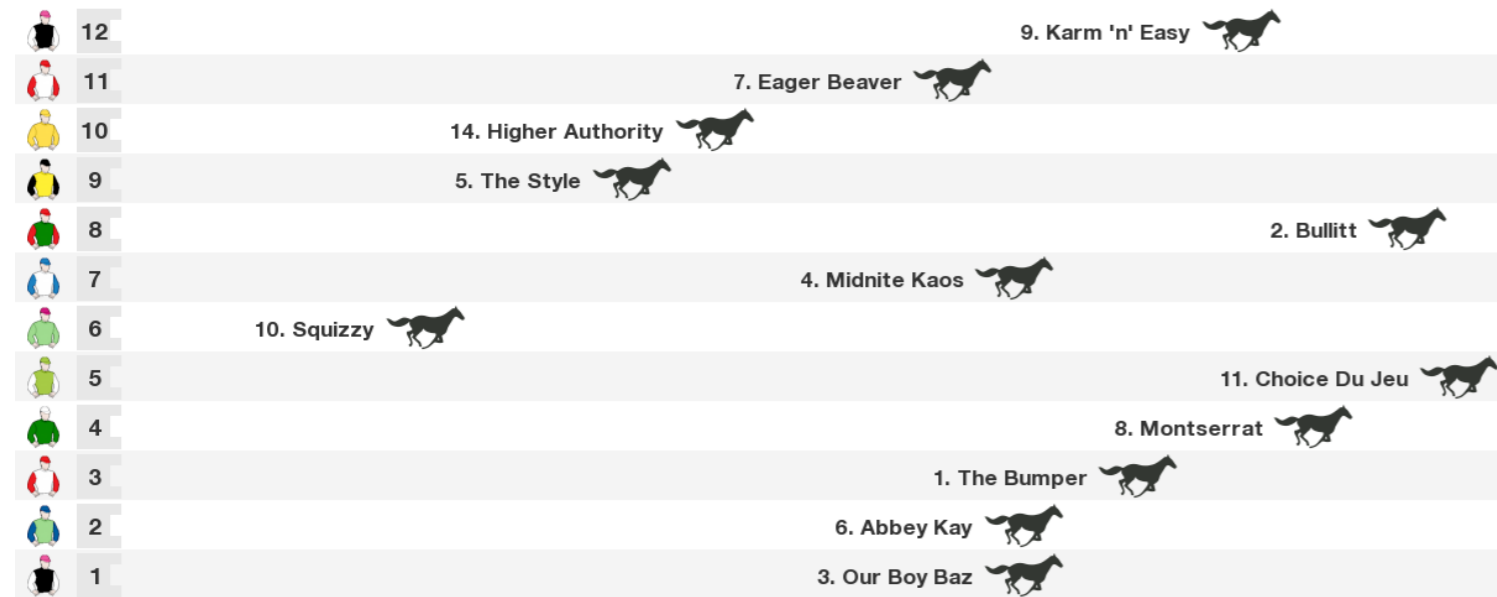 12 9. Karm 'n' Easy
11 7. Eager Beaver
10 14. Higher Authority
9 5. The Style
8 2. Bullitt
7 4. Midnite Kaos
6 10. Squizzy
5 11. Choice Du Jeu
4 8. Montserrat
3 1. The Bumper
2 6. Abbey Kay
1 3. Our Boy Baz